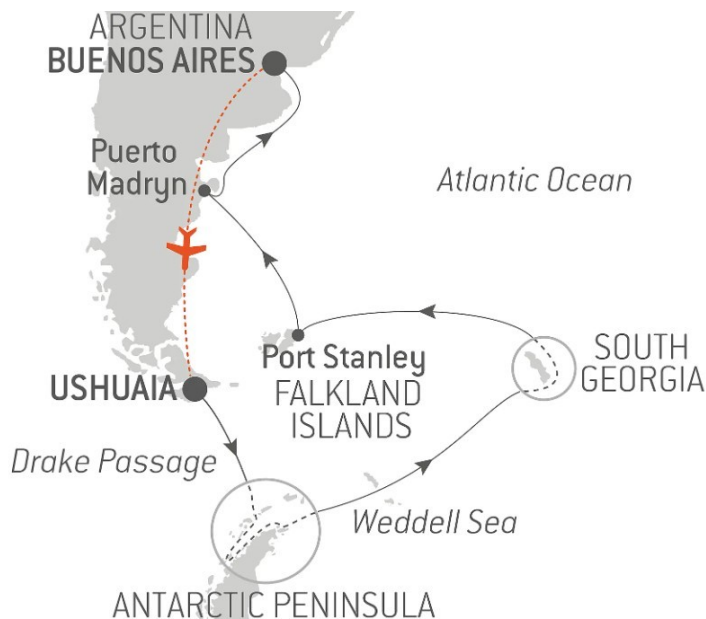 ARGENTINA
BUENOS AIRES
Puerto
Madryn
Atlantic Ocean
Port Stanley
FALKLAND
ISLANDS
SOUTH
GEORGIA
USHUAIA
Drake Passage
Weddell Sea
ANTARCTIC PENINSULA